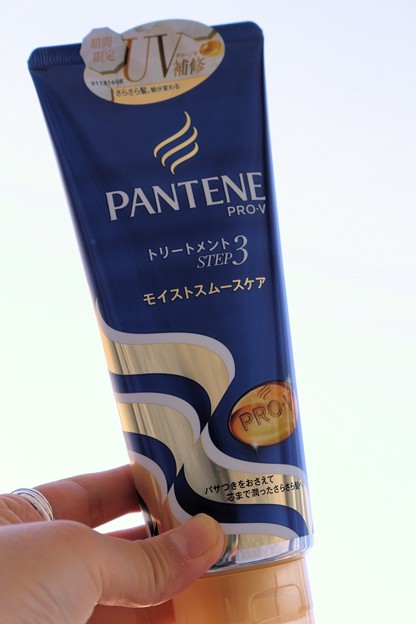 期間
限定
UV
補修
さらさら髪。朝が変わる
PANTENE
PRO-V
トリートメント
STEP3
モイストスムースケア
PRO-V
パサつきをおさえて
芯まで潤ったさらさら髪へ